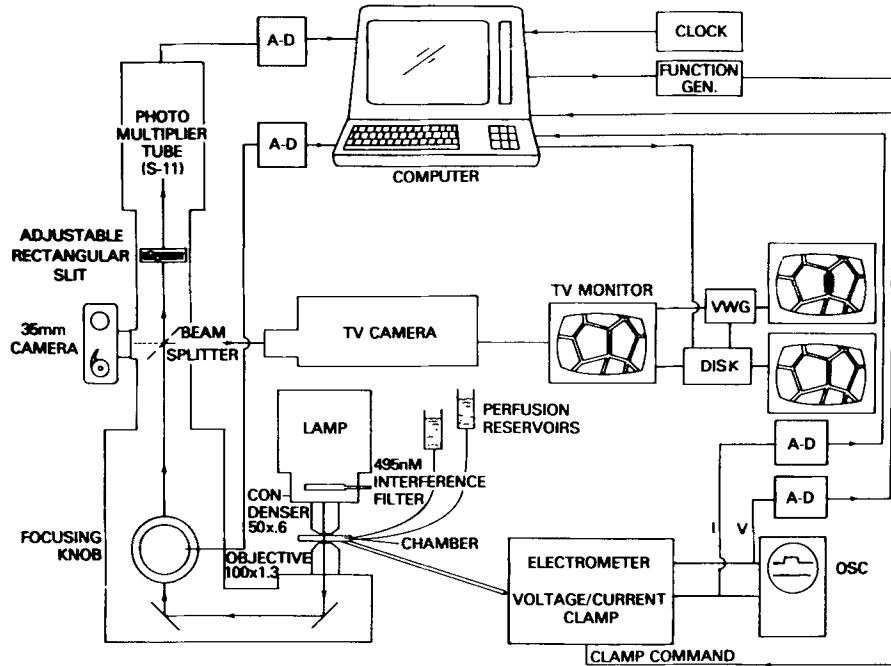 A-D
CLOCK
FUNCTION
GEN.
PHOTO
MULTIPLIER
TUBE
(S-11)
A-D
COMPUTER
ADJUSTABLE
RECTANGULAR
SLIT
35mm
CAMERA
BEAM
SPLITTER
TV CAMERA
TV MONITOR
VWG
DISK
LAMP
PERFUSION
RESERVOIRS
495nM
INTERFERENCE
FILTER
CON
DENSER
50x.6
CHAMBER
OBJECTIVE
100x1.3
FOCUSING
KNOB
A-D
A-D
I
V
ELECTROMETER
VOLTAGE/CURRENT
CLAMP
OSC
CLAMP COMMAND